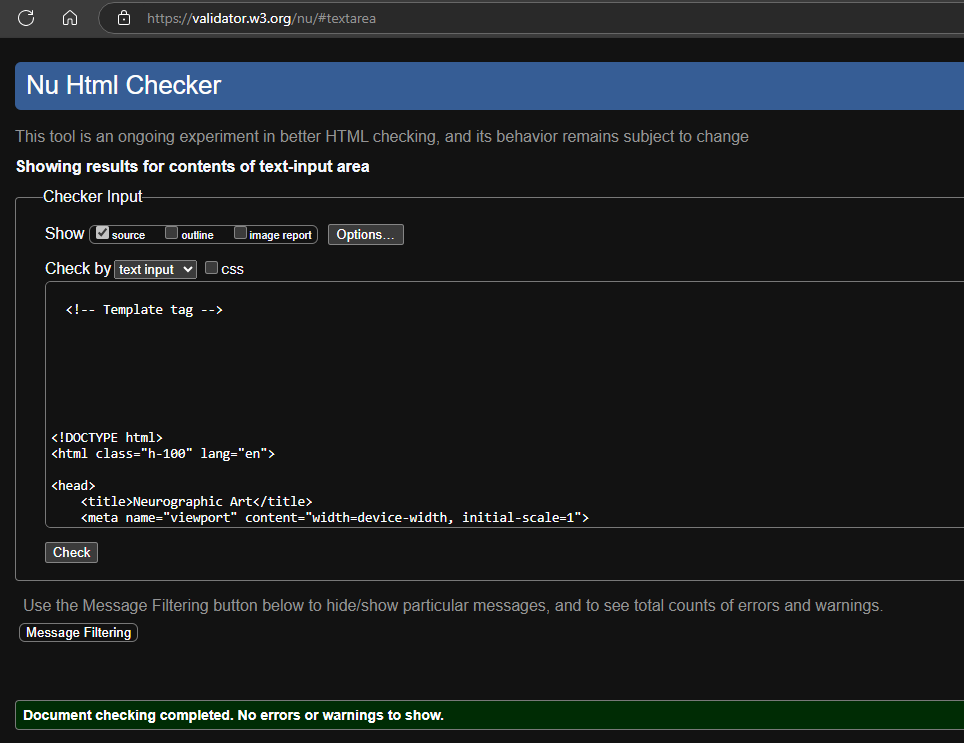 https://validator.w3.org/nu/#textarea
Nu Html Checker
This tool is an ongoing experiment in better HTML checking, and its behavior remains subject to change
Showing results for contents of text-input area
Checker Input
Show source outline image report Options...
Check by text input css
<!-- Template tag -->
<!DOCTYPE html>
<html class="h-100" lang="en">
<head>
<title>Neurographic Art</title>
<meta name="viewport" content="width=device-width, initial-scale=1">
Check
Use the Message Filtering button below to hide/show particular messages, and to see total counts of errors and warnings.
Message Filtering
Document checking completed. No errors or warnings to show.